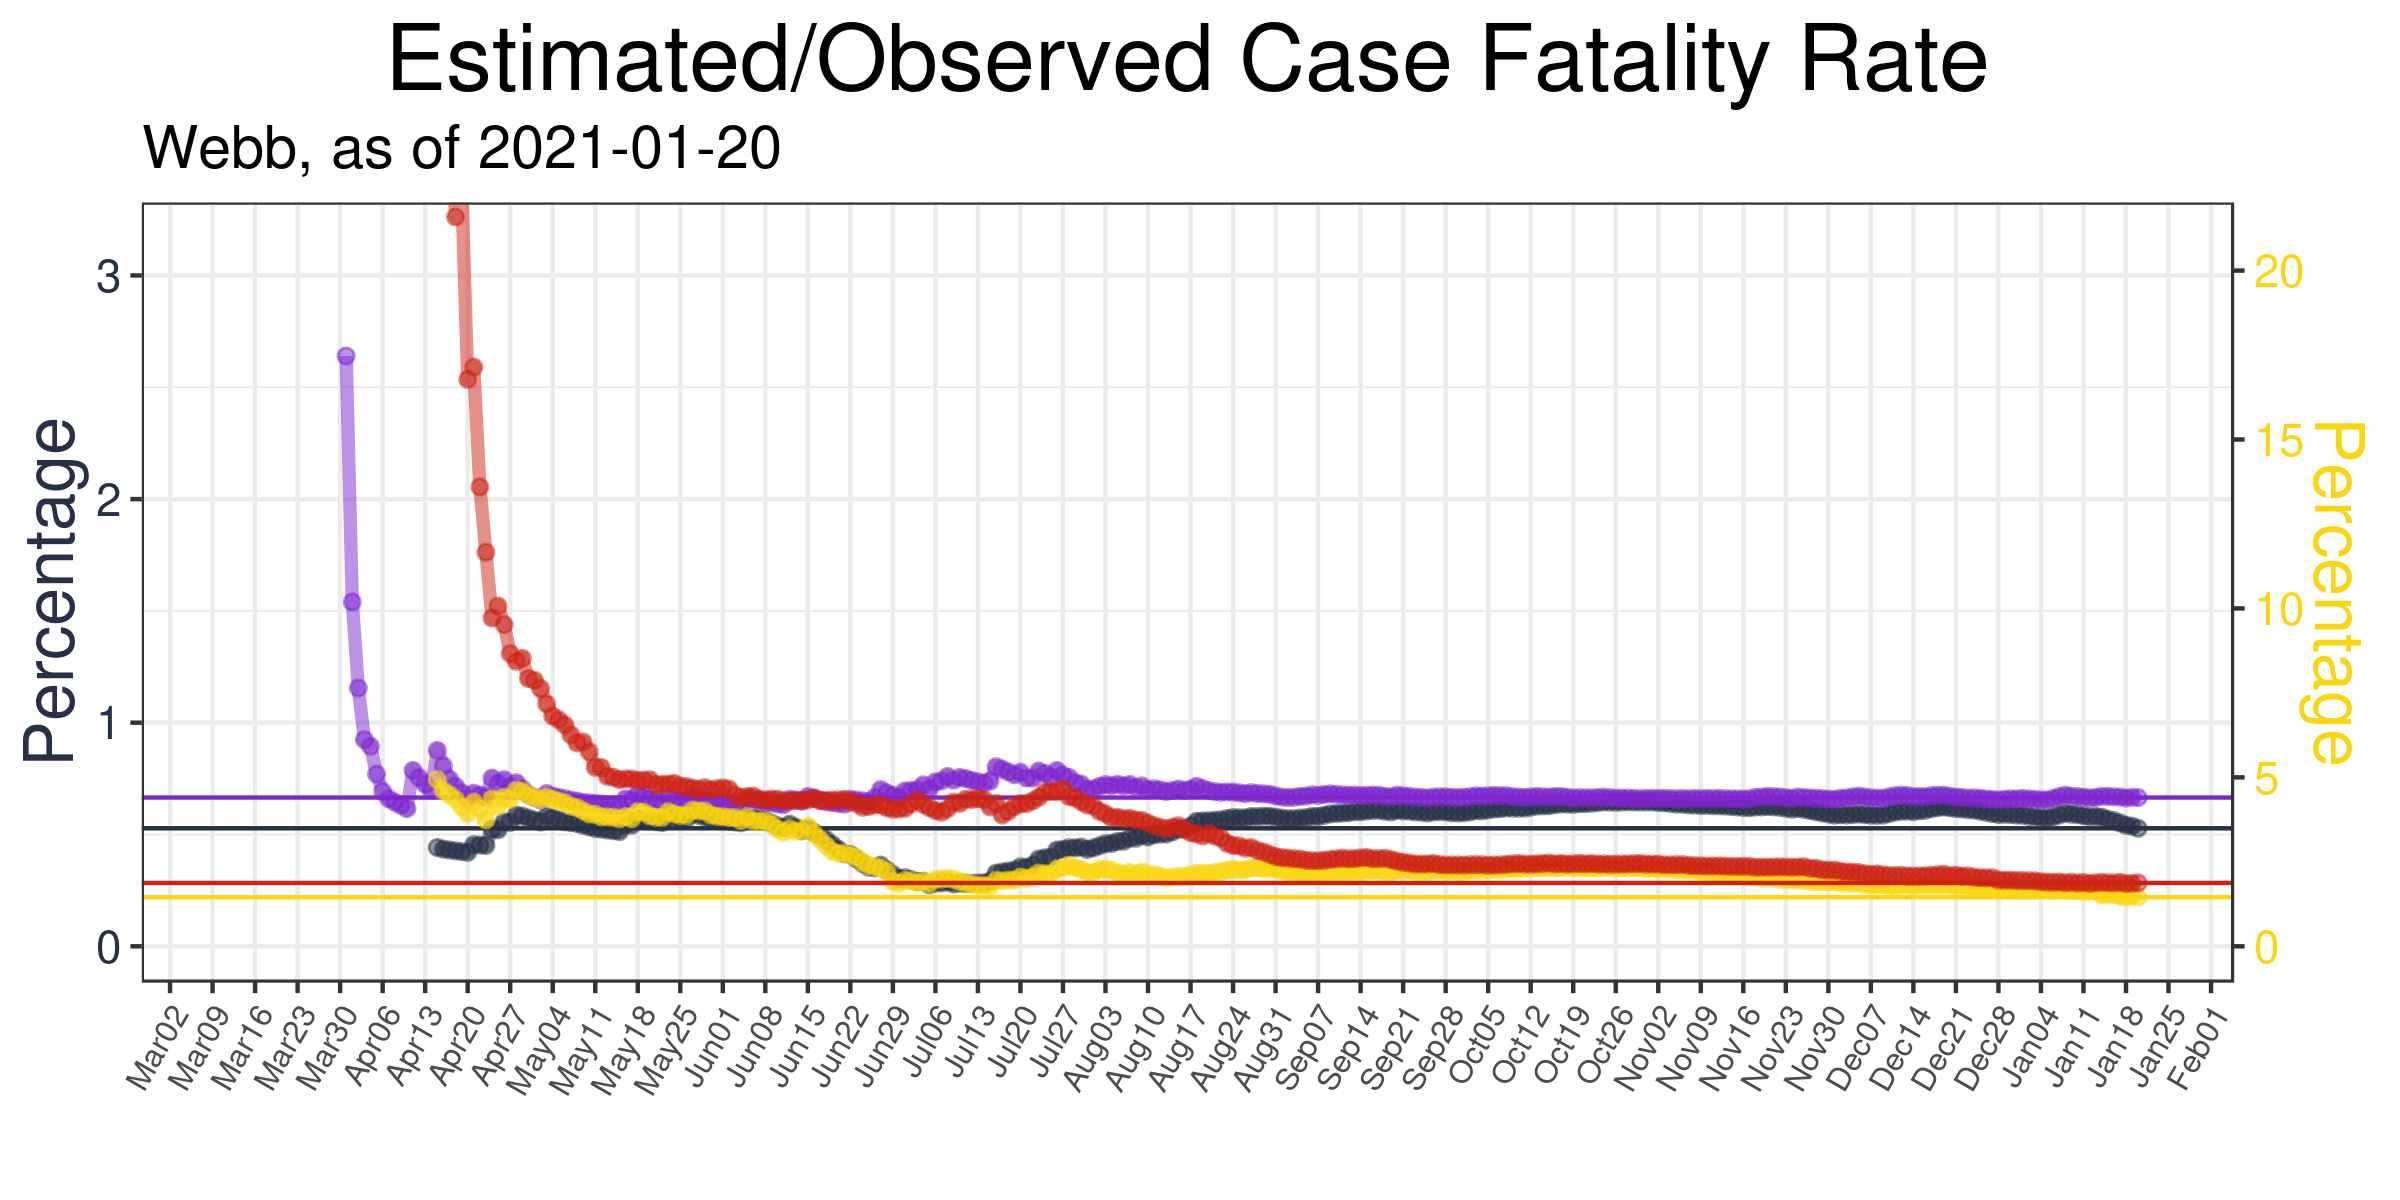 Estimated/Observed Case Fatality Rate
Webb, as of 2021-01-20
Percentage
3
2
1
0
20
15
10
5
0
Percentage
Mar02
Mar09
Mar16
Mar23
Mar30
Apr06
Apr13
Apr20
Apr27
May04
May11
May18
May25
Jun01
Jun08
Jun15
Jun22
Jun29
Jul06
Jul13
Jul20
Jul27
Aug03
Aug10
Aug17
Aug24
Aug31
Sep07
Sep14
Sep21
Sep28
Oct05
Oct12
Oct19
Oct26
Nov02
Nov09
Nov16
Nov23
Nov30
Dec07
Dec14
Dec21
Dec28
Jan04
Jan11
Jan18
Jan25
Feb01